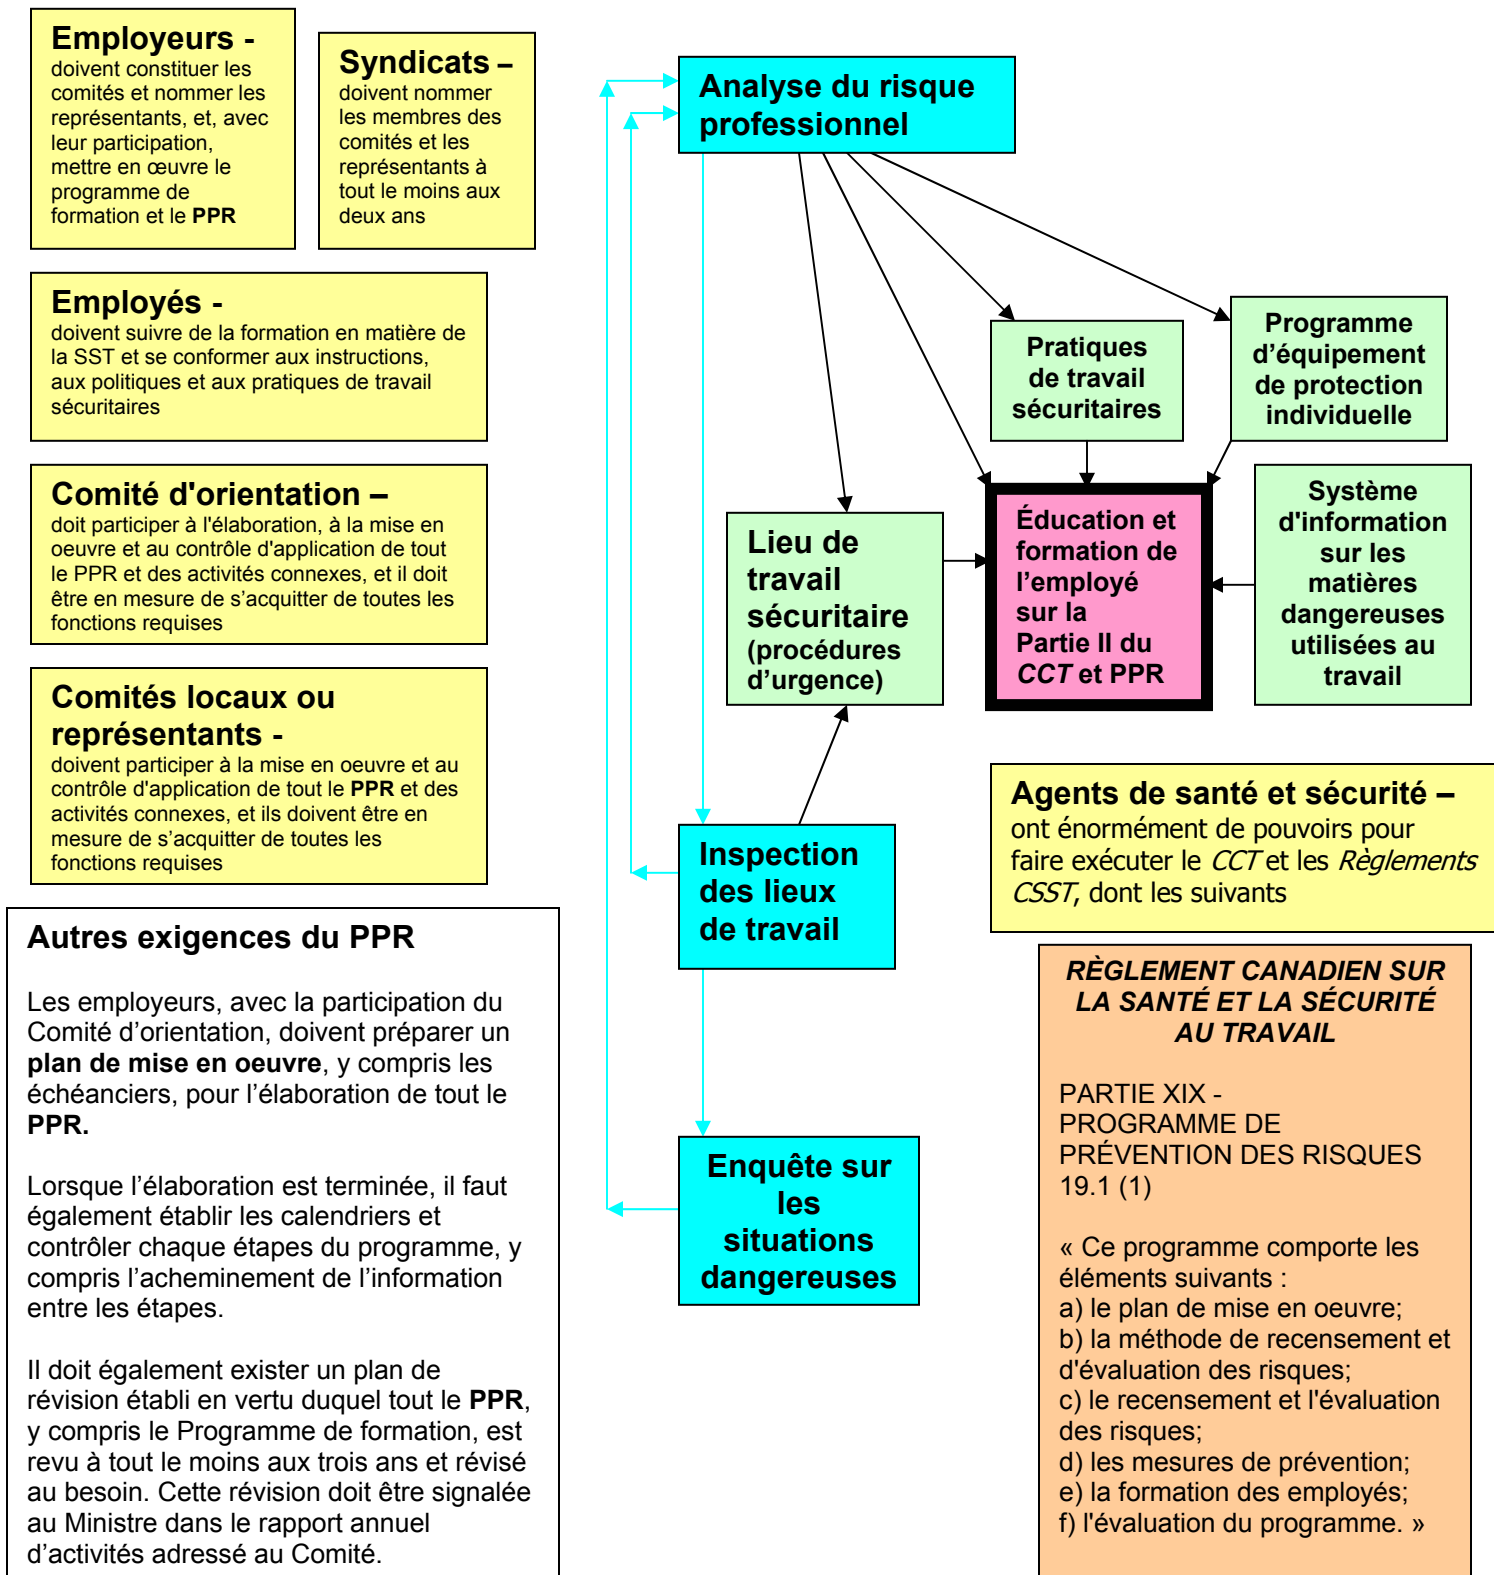 Employeurs -
doivent constituer les
comités et nommer les
représentants, et, avec
leur participation,
mettre en œuvre le
programme de
formation et le PPR
Syndicats –
doivent nommer
les membres des
comités et les
représentants à
tout le moins aux
deux ans
Employés -
doivent suivre de la formation en matière de
la SST et se conformer aux instructions,
aux politiques et aux pratiques de travail
sécuritaires
Comité d'orientation –
doit participer à l'élaboration, à la mise en
oeuvre et au contrôle d'application de tout
le PPR et des activités connexes, et il doit
être en mesure de s’acquitter de toutes les
fonctions requises
Comités locaux ou
représentants -
doivent participer à la mise en oeuvre et au
contrôle d'application de tout le PPR et des
activités connexes, et ils doivent être en
mesure de s’acquitter de toutes les
fonctions requises
Autres exigences du PPR
Les employeurs, avec la participation du
Comité d’orientation, doivent préparer un
plan de mise en oeuvre, y compris les
échéanciers, pour l’élaboration de tout le
PPR.
Lorsque l’élaboration est terminée, il faut
également établir les calendriers et
contrôler chaque étapes du programme, y
compris l’acheminement de l’information
entre les étapes.
Il doit également exister un plan de
révision établi en vertu duquel tout le PPR,
y compris le Programme de formation, est
revu à tout le moins aux trois ans et révisé
au besoin. Cette révision doit être signalée
au Ministre dans le rapport annuel
d’activités adressé au Comité.
Analyse du risque
professionnel
Pratiques
de travail
sécuritaires
Programme
d’équipement
de protection
individuelle
Lieu de
travail
sécuritaire
(procédures
d’urgence)
Éducation et
formation de
l’employé
sur la
Partie II du
CCT et PPR
Système
d'information
sur les
matières
dangereuses
utilisées au
travail
Inspection
des lieux
de travail
Enquête sur
les
situations
dangereuses
Agents de santé et sécurité –
ont énormément de pouvoirs pour
faire exécuter le CCT et les Règlements
CSST, dont les suivants
RÈGLEMENT CANADIEN SUR
LA SANTÉ ET LA SÉCURITÉ
AU TRAVAIL
PARTIE XIX -
PROGRAMME DE
PRÉVENTION DES RISQUES
19.1 (1)
« Ce programme comporte les
éléments suivants :
a) le plan de mise en oeuvre;
b) la méthode de recensement et
d'évaluation des risques;
c) le recensement et l'évaluation
des risques;
d) les mesures de prévention;
e) la formation des employés;
f) l'évaluation du programme. »